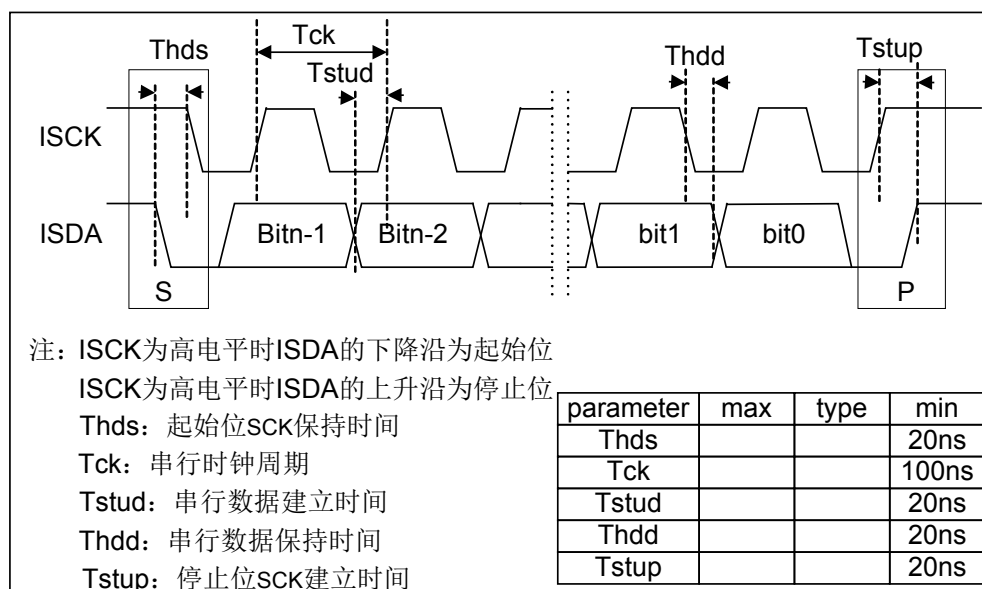 Thds
Tck
Tstud
Thdd
Tstup
ISCK
ISDA
Bitn-1
Bitn-2
bit1
bit0
S
P
注：ISCK为高电平时ISDA的下降沿为起始位
ISCK为高电平时ISDA的上升沿为停止位
Thds：起始位SCK保持时间
Tck：串行时钟周期
Tstud：串行数据建立时间
Thdd：串行数据保持时间
Tstup：停止位SCK建立时间
parameter max type min
Thds 20ns
Tck 100ns
Tstud 20ns
Thdd 20ns
Tstup 20ns